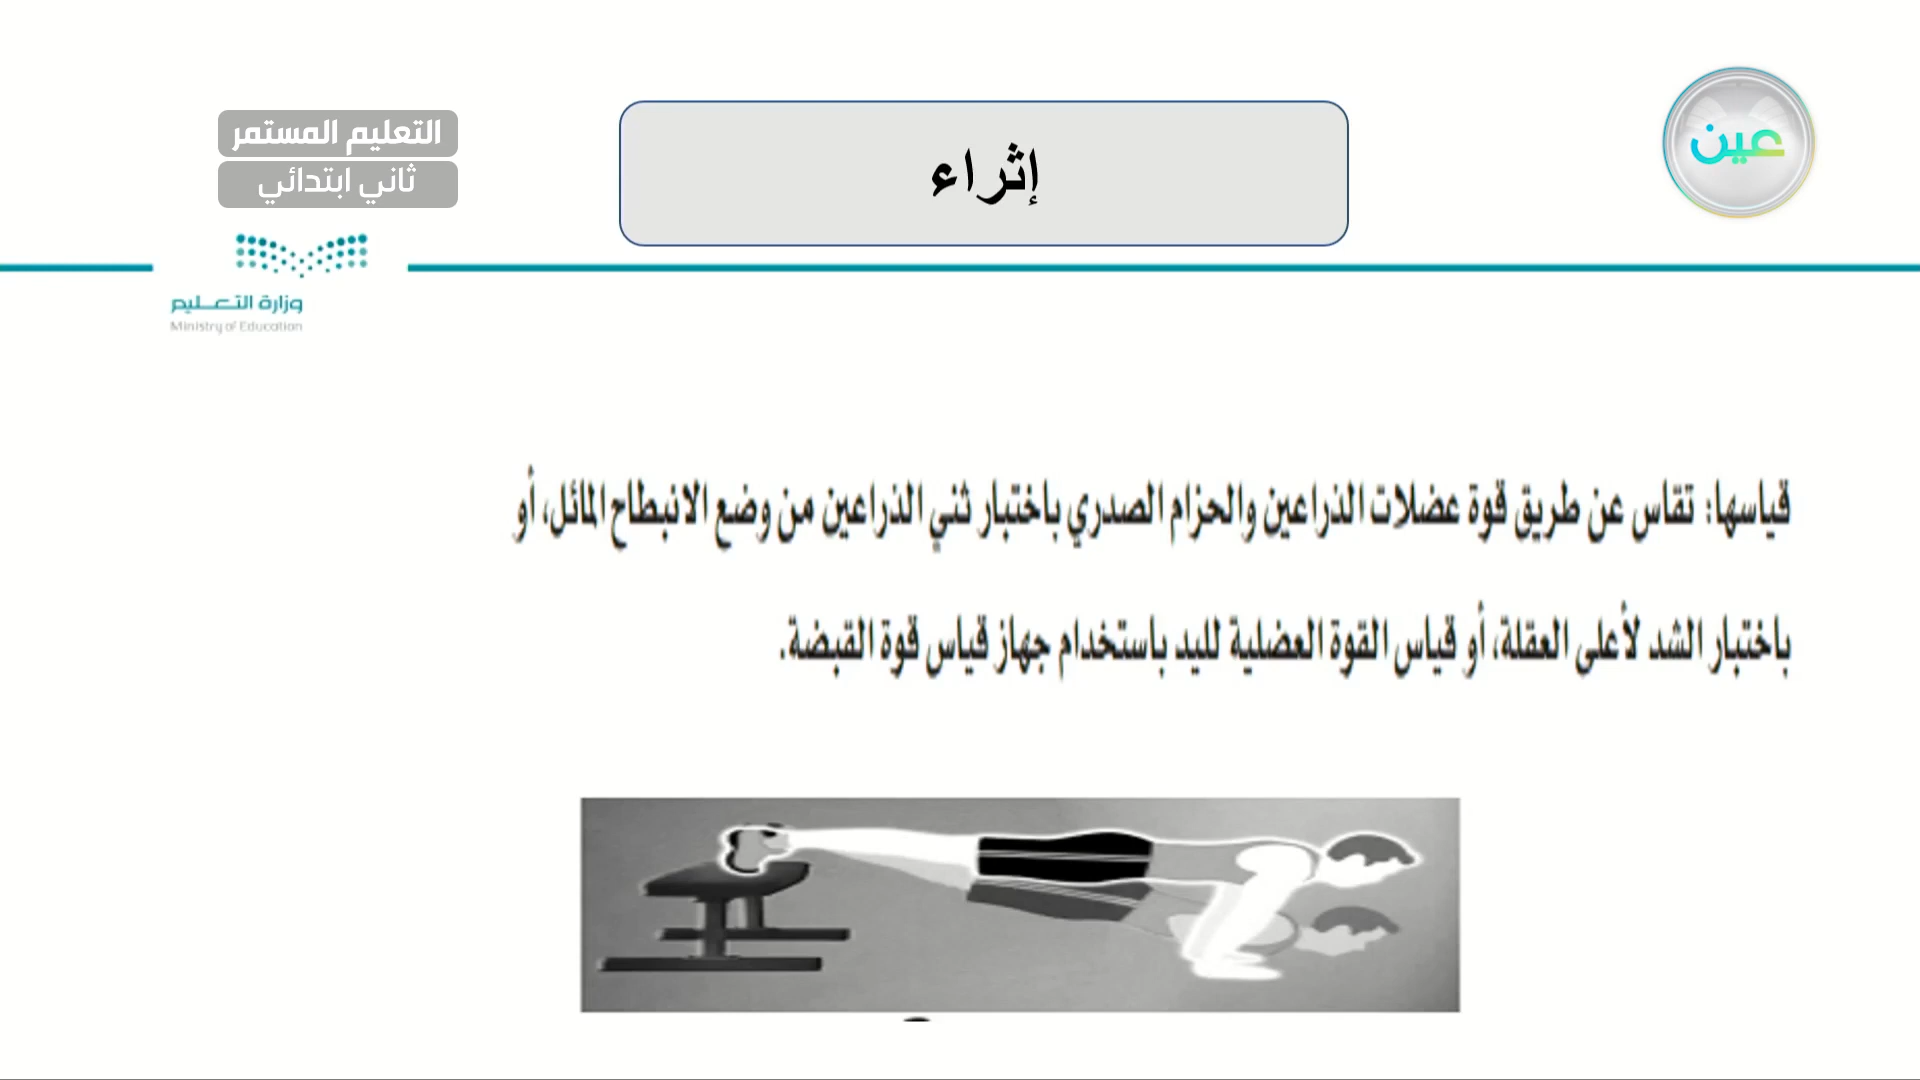 عين
إثراء
التعليم المستمر
ثاني ابتدائي
وزارة التعـــليم
Ministry of Education
قياسها: تقاس عن طريق قوة عضلات الذراعين والحزام الصدري باختبار ثني الذراعين من وضع الانبطاح المائل، أو
باختبار الشد لأعلى العقلة، أو قياس القوة العضلية لليد باستخدام جهاز قياس قوة القبضة.